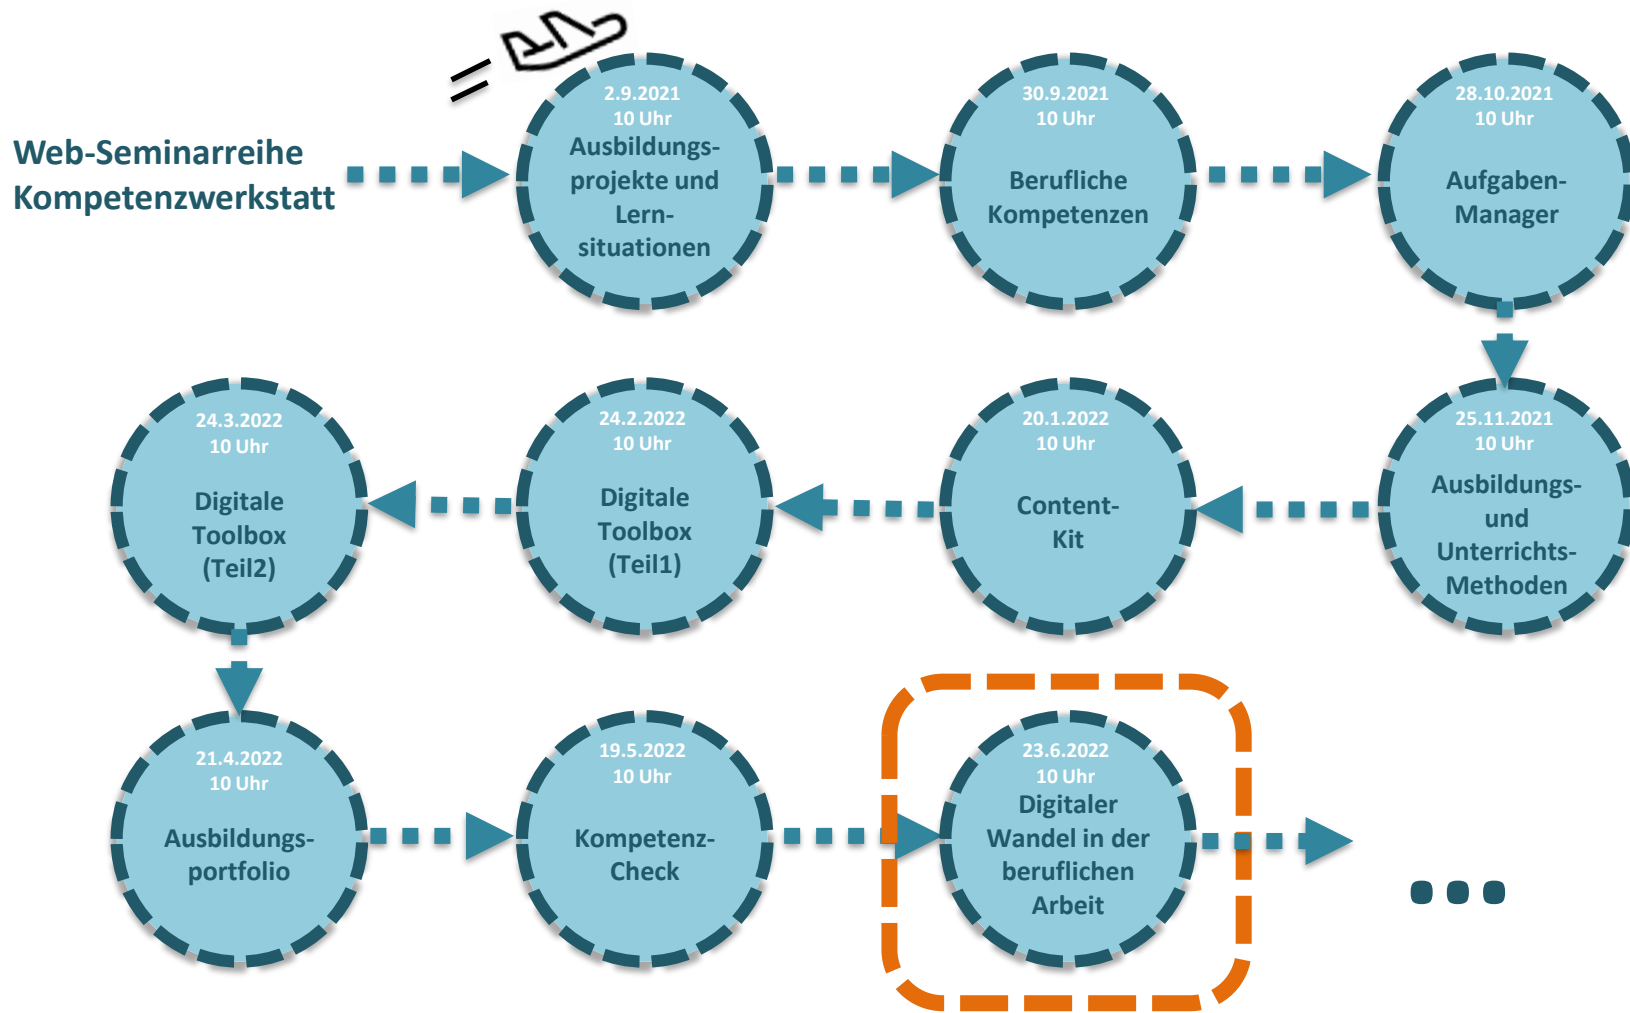 Web-Seminarreihe
Kompetenzwerkstatt
2.9.2021
10 Uhr
Ausbildungs-
projekte und
Lern-
situationen
30.9.2021
10 Uhr
Berufliche
Kompetenzen
28.10.2021
10 Uhr
Aufgaben-
Manager
25.11.2021
10 Uhr
Ausbildungs-
und
Unterrichts-
Methoden
20.1.2022
10 Uhr
Content-
Kit
24.2.2022
10 Uhr
Digitale
Toolbox
(Teil1)
24.3.2022
10 Uhr
Digitale
Toolbox
(Teil2)
21.4.2022
10 Uhr
Ausbildungs-
portfolio
19.5.2022
10 Uhr
Kompetenz-
Check
23.6.2022
10 Uhr
Digitaler
Wandel in der
beruflichen
Arbeit
...